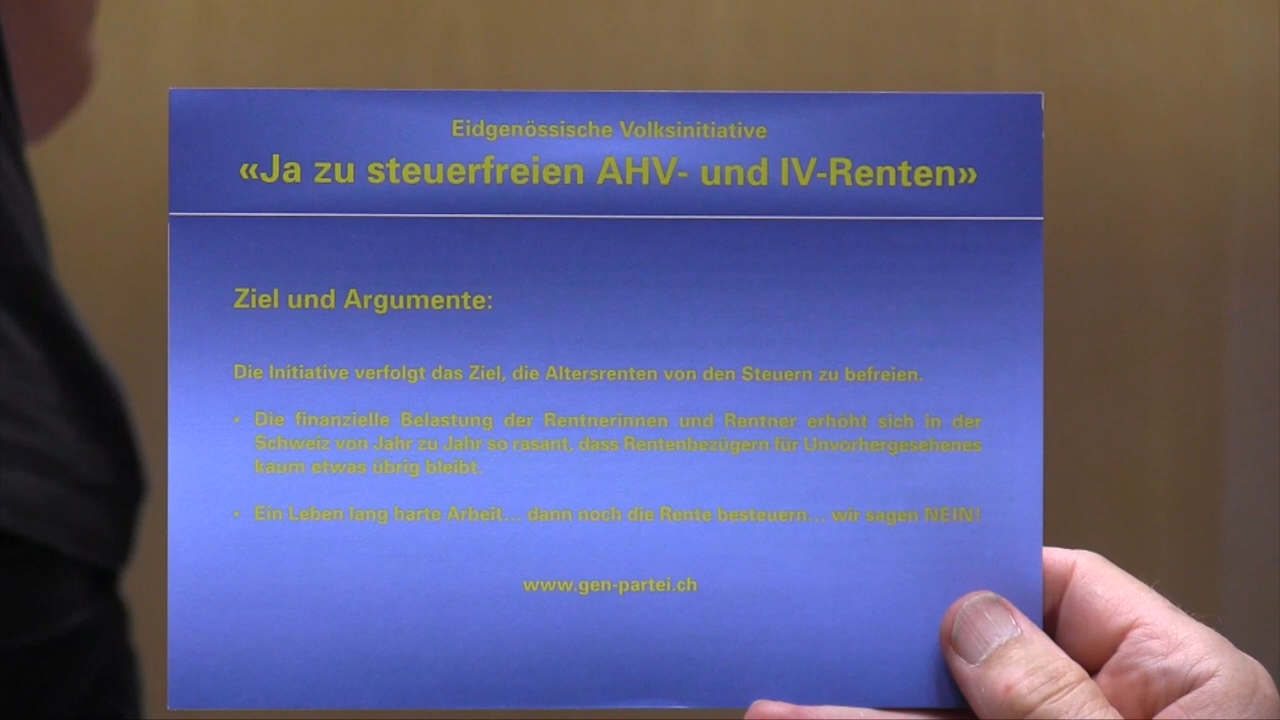 Eidgenössische Volksinitiative
«Ja zu steuerfreien AHV- und IV-Renten»
Ziel und Argumente:
Die Initiative verfolgt das Ziel, die Altersrenten von den Steuern zu befreien.
• Die finanzielle Belastung der Rentnerinnen und Rentner erhöht sich in der
Schweiz von Jahr zu Jahr so rasant, dass Rentenbezügern für Unvorhergesehenes
kaum etwas übrig bleibt.
• Ein Leben lang harte Arbeit... dann noch die Rente besteuern... wir sagen NEIN!
www.gen-partei.ch